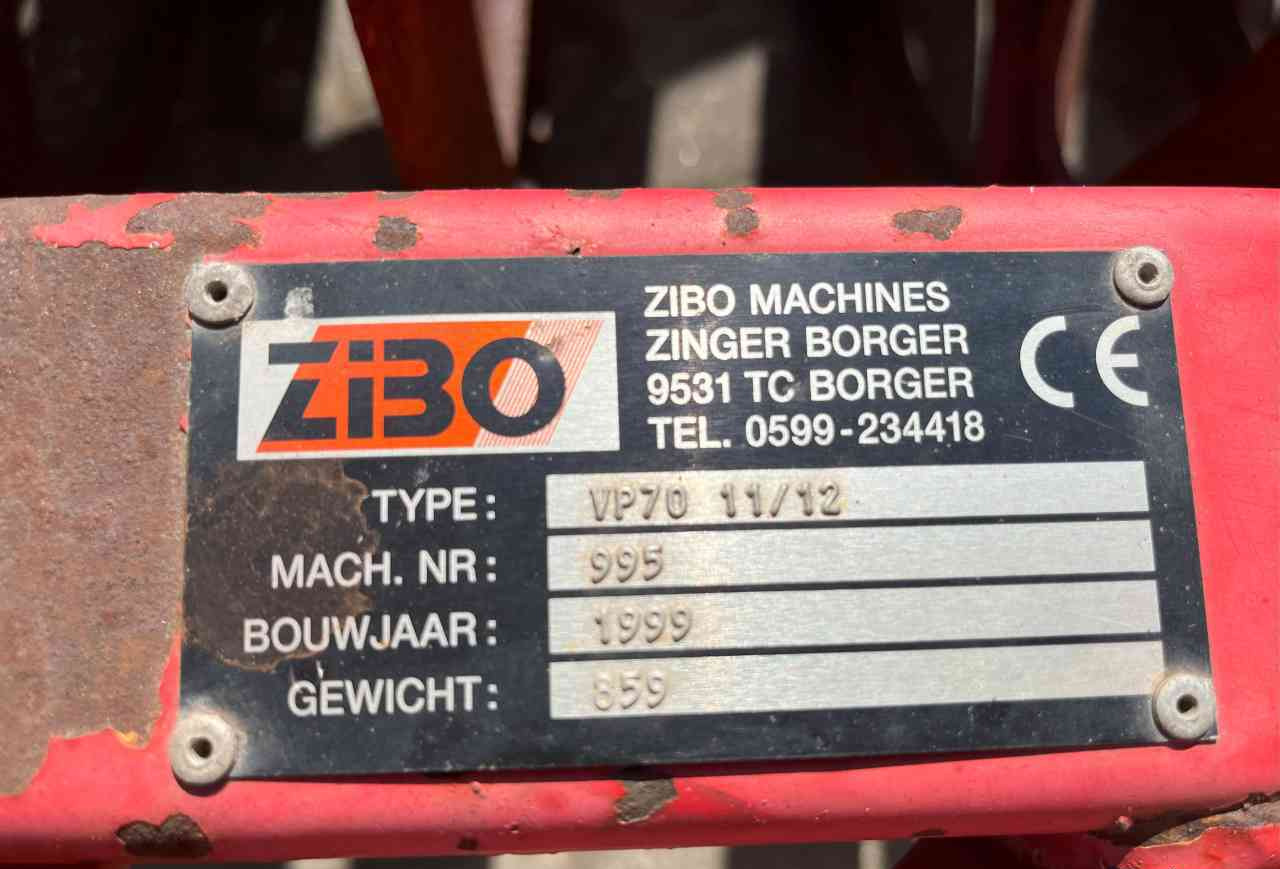 ZiBO
ZIBO MACHINES
ZINGER BORGER
9531 TC BORGER
TEL. 0599-234418
CE
TYPE: VP70 11/12
MACH. NR: 995
BOUWJAAR: 1999
GEWICHT: 859